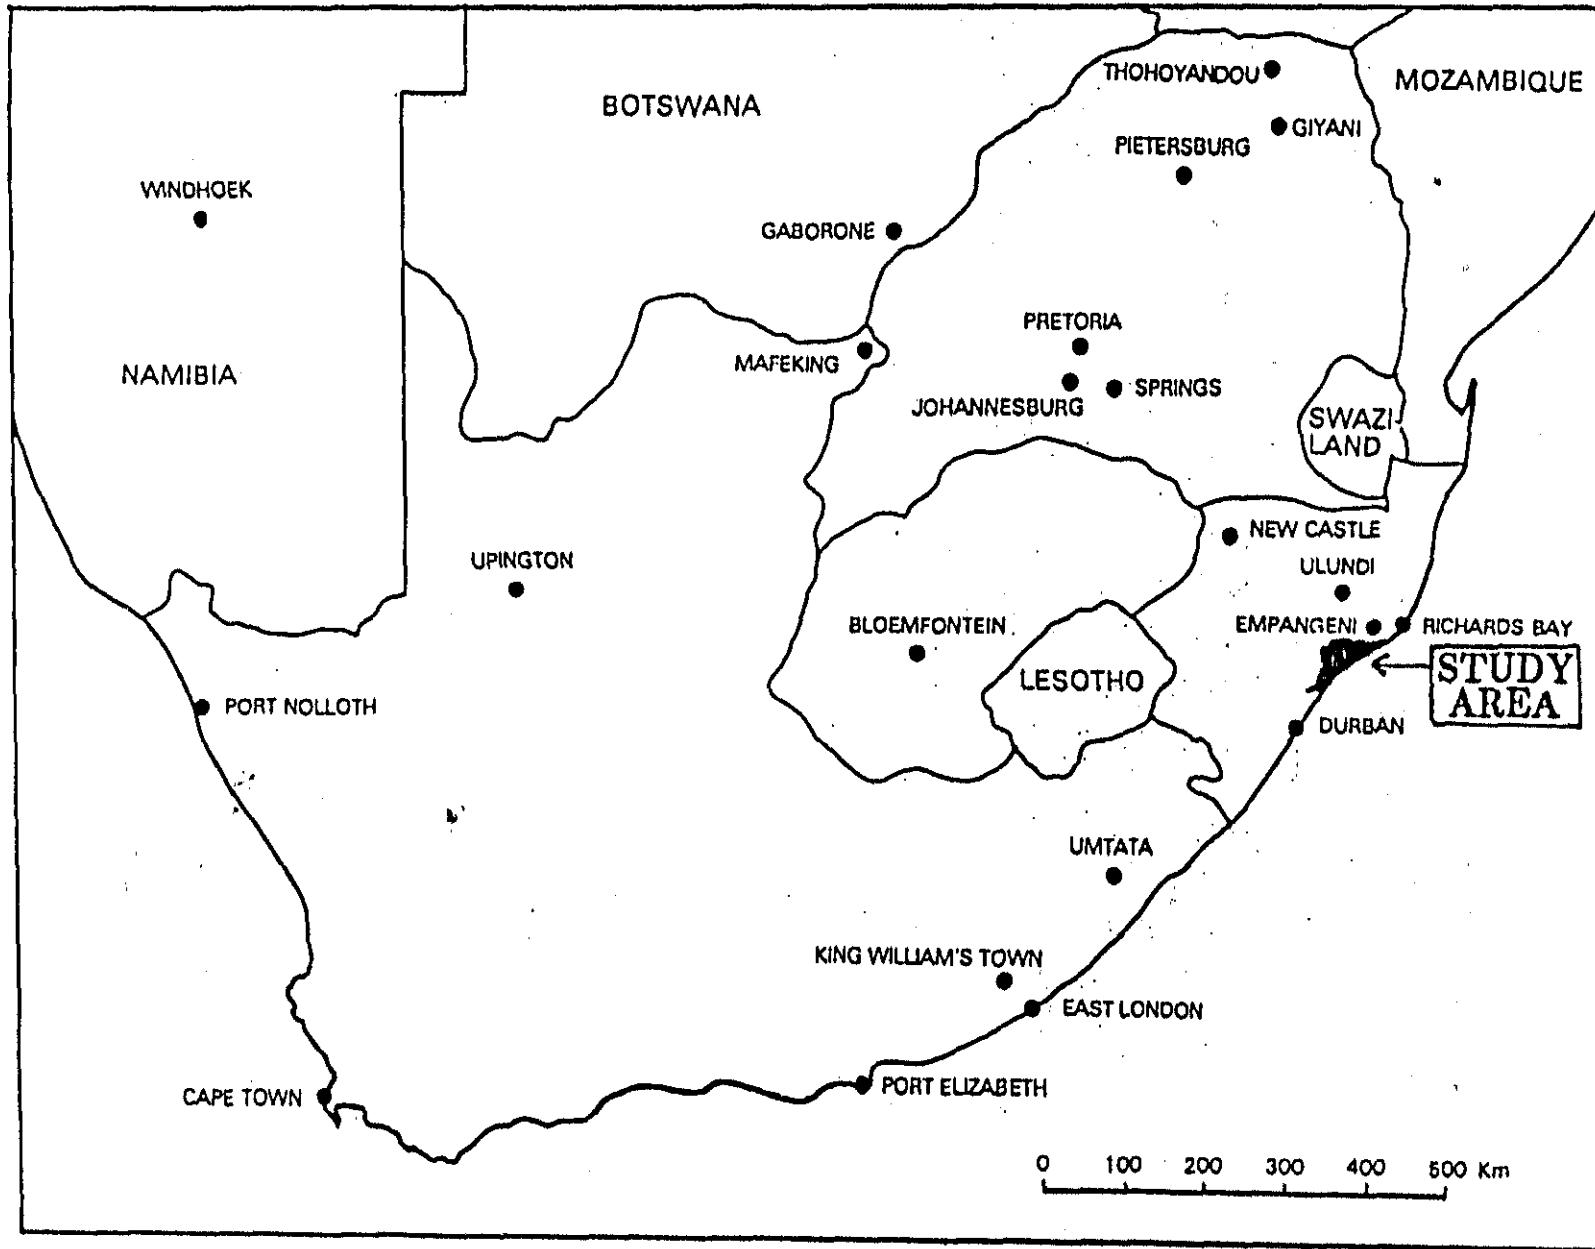 THOHOYANDOU
MOZAMBIQUE
BOTSWANA
GIYANI
PIETERSBURG
WINDHOEK
GABORONE
PRETORIA
MAFEKING
NAMIBIA
SPRINGS
JOHANNESBURG
SWAZI-
LAND
NEW CASTLE
UPINGTON
ULUNDI
BLOEMFONTEIN
EMPANGENI
RICHARDS BAY
LESOTHO
STUDY
AREA
PORT NOLLOTH
DURBAN
UMTATA
KING WILLIAM'S TOWN
EAST LONDON
CAPE TOWN
PORT ELIZABETH
0 100 200 300 400 500 Km